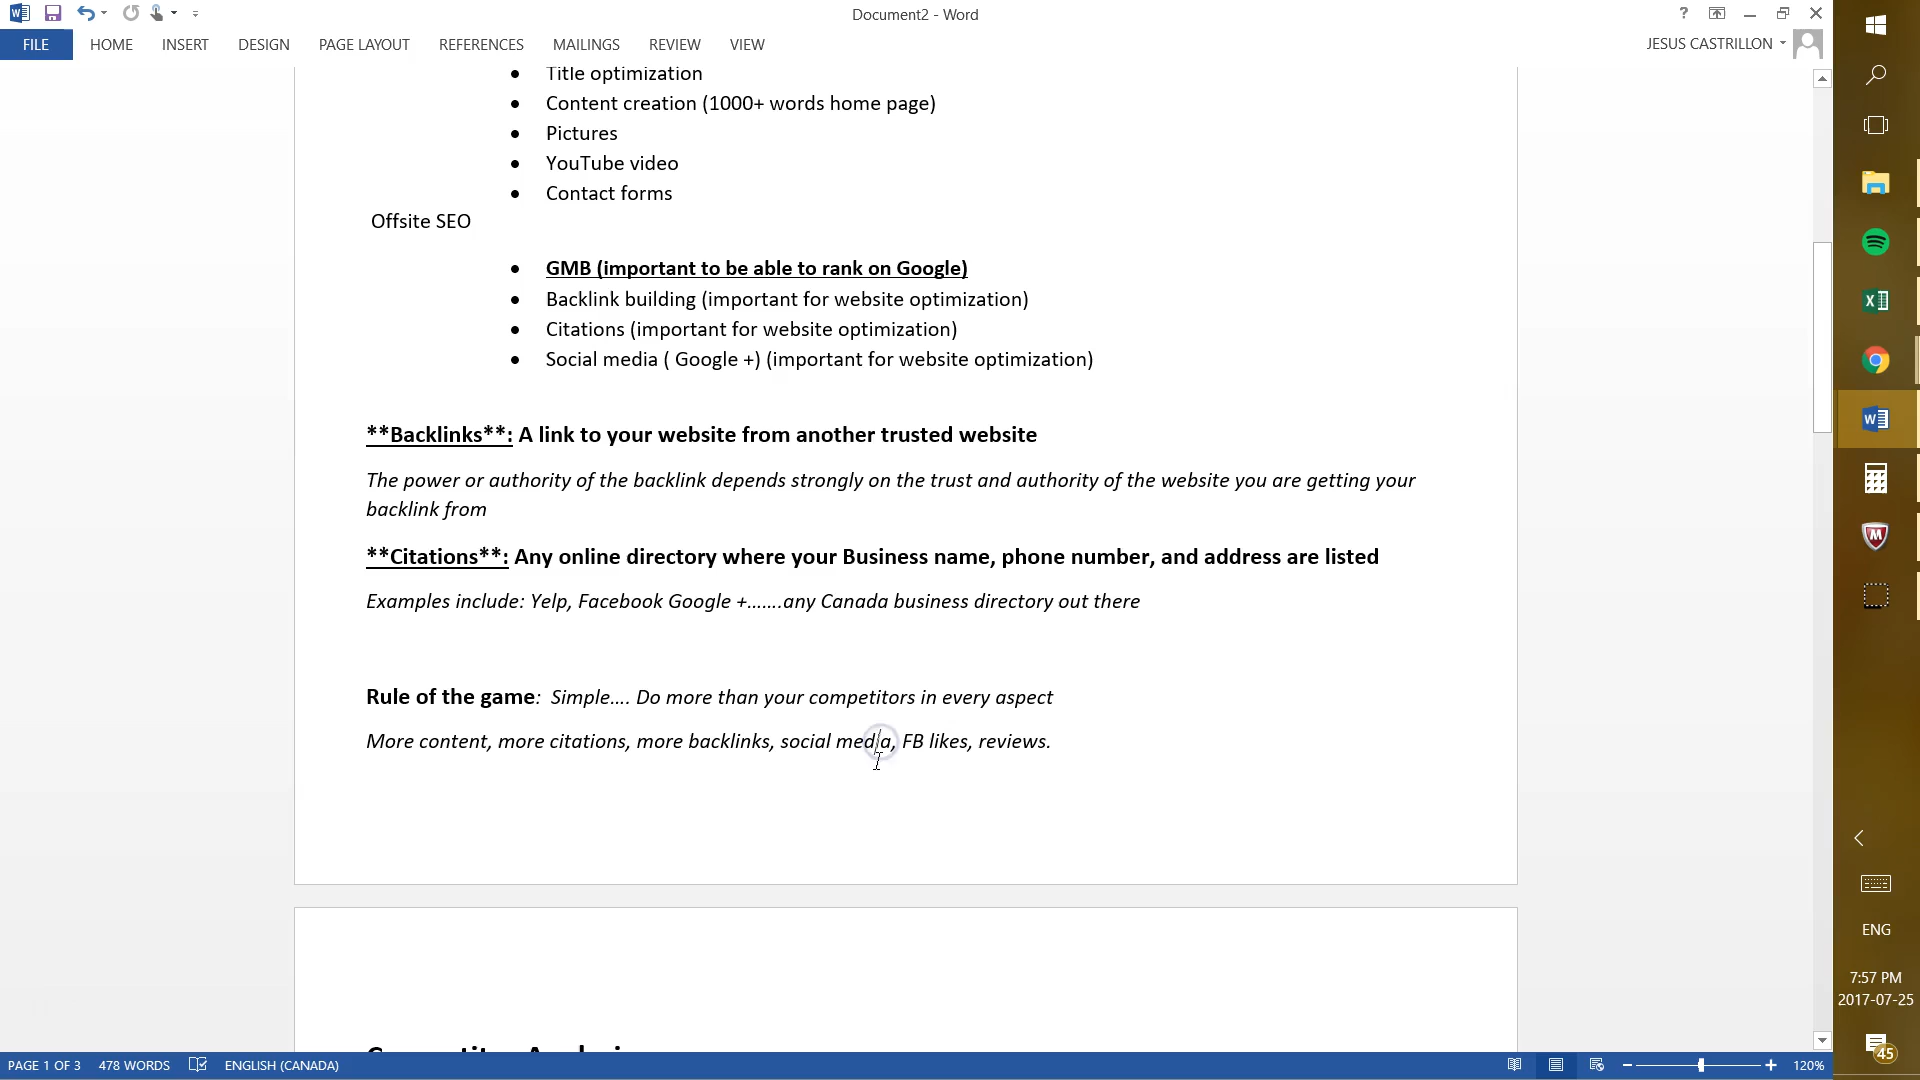 Document2 - Word
FILE HOME INSERT DESIGN PAGE LAYOUT REFERENCES MAILINGS REVIEW VIEW
JESUS CASTRILLON
• Title optimization
• Content creation (1000+ words home page)
• Pictures
• YouTube video
• Contact forms
Offsite SEO
• GMB (important to be able to rank on Google)
• Backlink building (important for website optimization)
• Citations (important for website optimization)
• Social media ( Google +) (important for website optimization)
**Backlinks**: A link to your website from another trusted website
The power or authority of the backlink depends strongly on the trust and authority of the website you are getting your
backlink from
**Citations**: Any online directory where your Business name, phone number, and address are listed
Examples include: Yelp, Facebook Google +…….any Canada business directory out there
Rule of the game:  Simple…. Do more than your competitors in every aspect
More content, more citations, more backlinks, social media, FB likes, reviews.
ENG
7:57 PM
2017-07-25
45
PAGE 1 OF 3 478 WORDS ENGLISH (CANADA) 120%